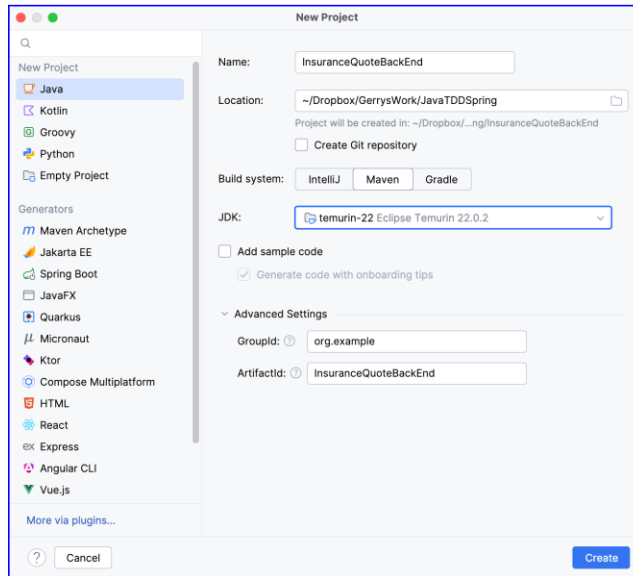 New Project
New Project
Java
Kotlin
Groovy
Python
Empty Project
Generators
Maven Archetype
Jakarta EE
Spring Boot
JavaFX
Quarkus
μ Micronaut
Ktor
Compose Multiplatform
HTML
React
ex Express
Angular CLI
Vue.js
More via plugins...
? Cancel
Name: InsuranceQuoteBackEnd
Location: ~/Dropbox/GerrysWork/JavaTDDSpring
Project will be created in: ~/Dropbox/...ng/InsuranceQuoteBackEnd
Create Git repository
Build system: IntelliJ Maven Gradle
JDK: temurin-22 Eclipse Temurin 22.0.2
Add sample code
Generate code with onboarding tips
Advanced Settings
GroupId: ? org.example
ArtifactId: ? InsuranceQuoteBackEnd
Create